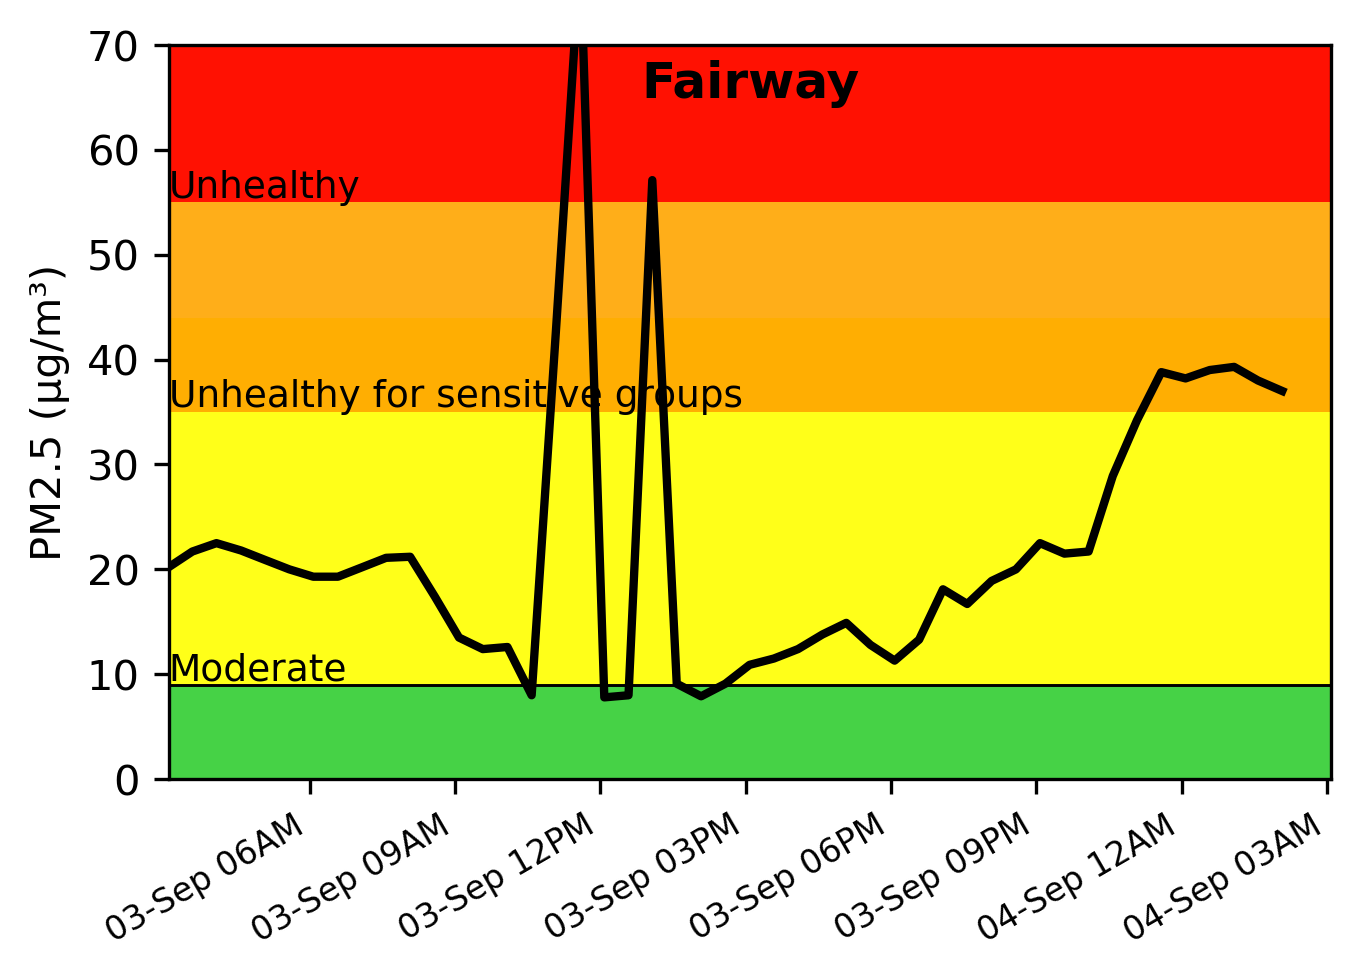 Fairway
PM2.5 (µg/m³)
70
60
50
40
30
20
10
0
Unhealthy
Unhealthy for sensitive groups
Moderate
03-Sep 06AM
03-Sep 09AM
03-Sep 12PM
03-Sep 03PM
03-Sep 06PM
03-Sep 09PM
04-Sep 12AM
04-Sep 03AM